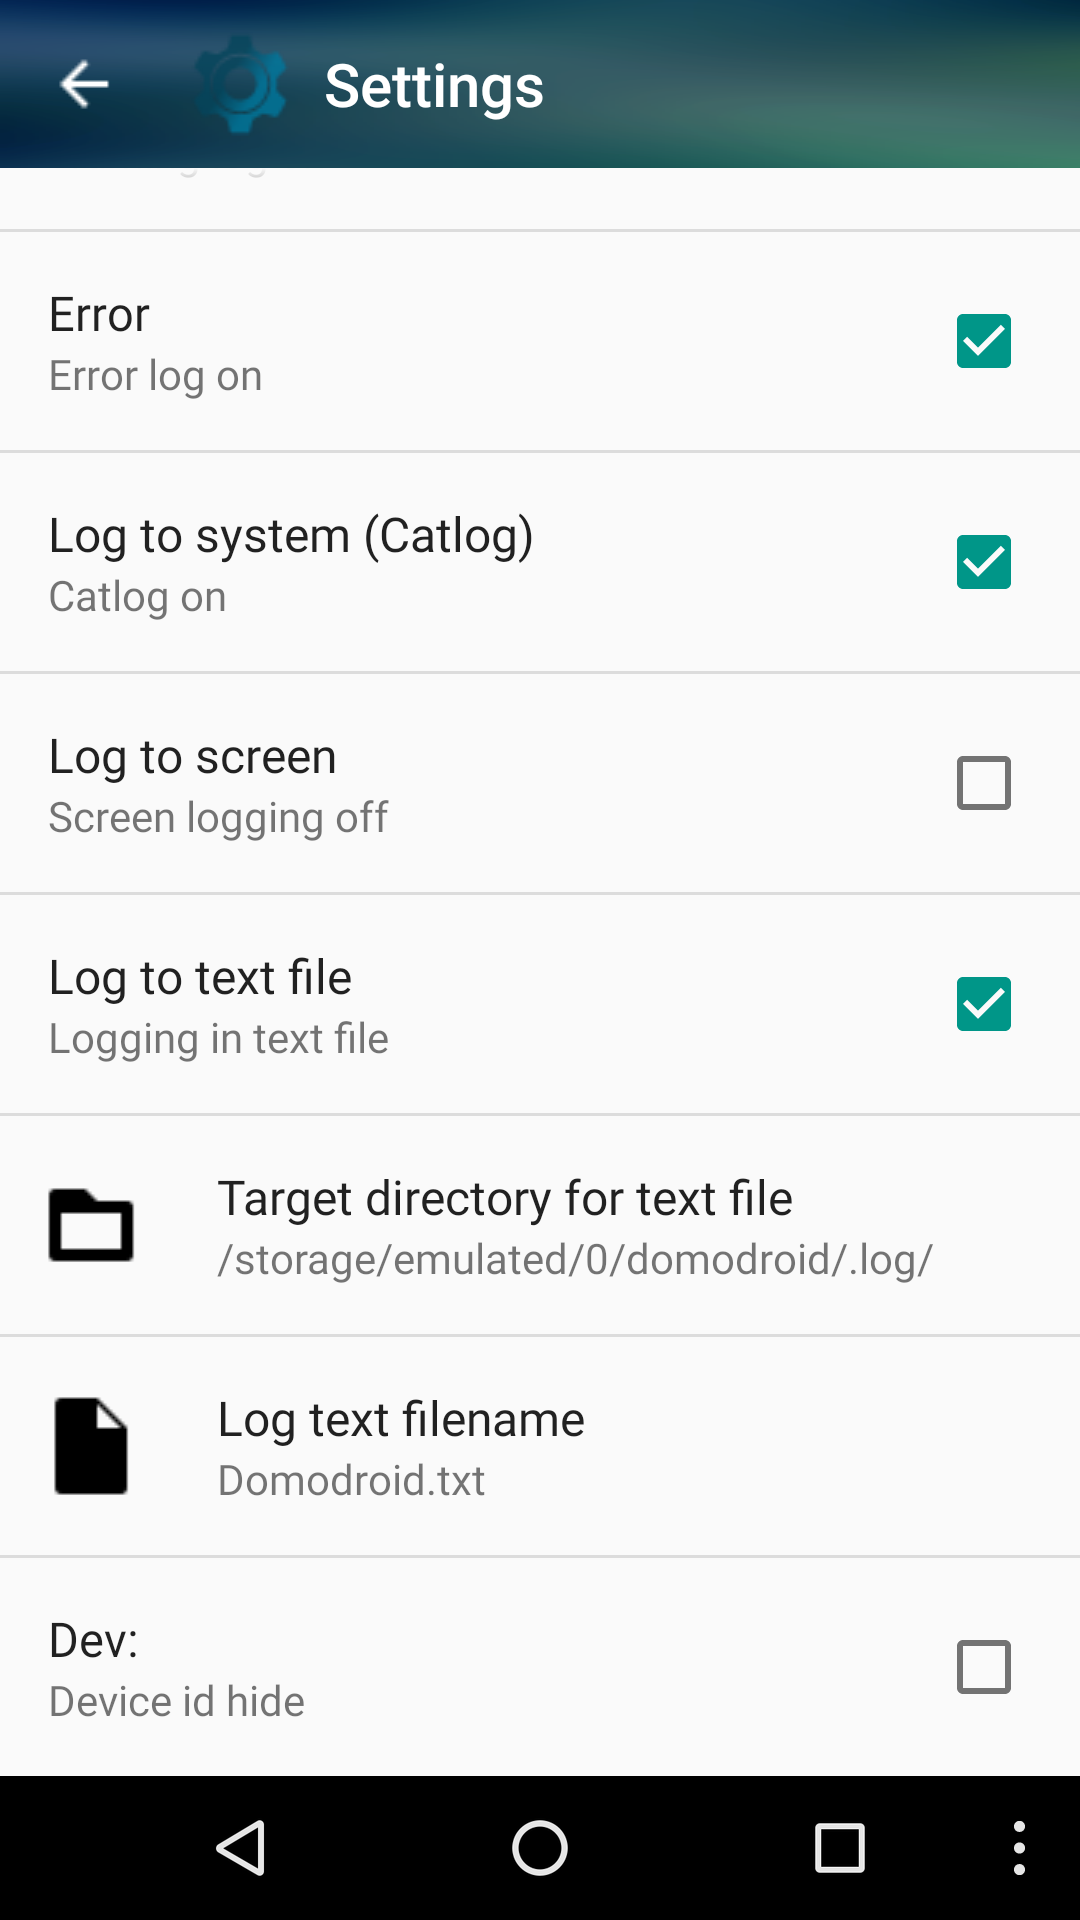 Settings
Error
Error log on
Log to system (Catlog)
Catlog on
Log to screen
Screen logging off
Log to text file
Logging in text file
Target directory for text file
/storage/emulated/0/domodroid/.log/
Log text filename
Domodroid.txt
Dev:
Device id hide